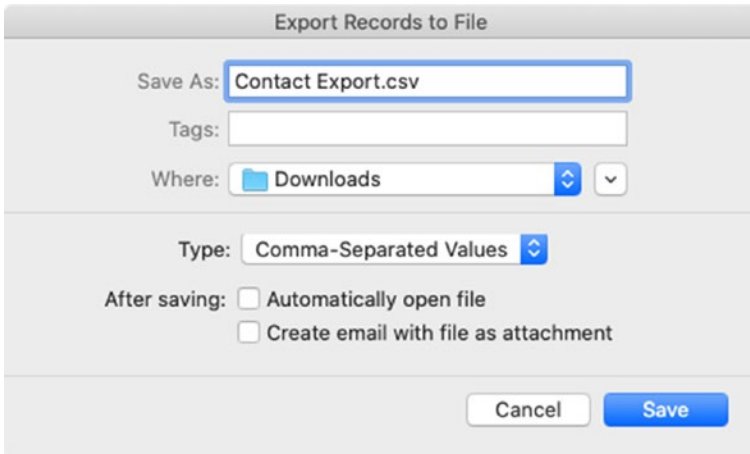 Export Records to File
Save As: Contact Export.csv
Tags:
Where: Downloads
Type: Comma-Separated Values
After saving: Automatically open file
Create email with file as attachment
Cancel Save